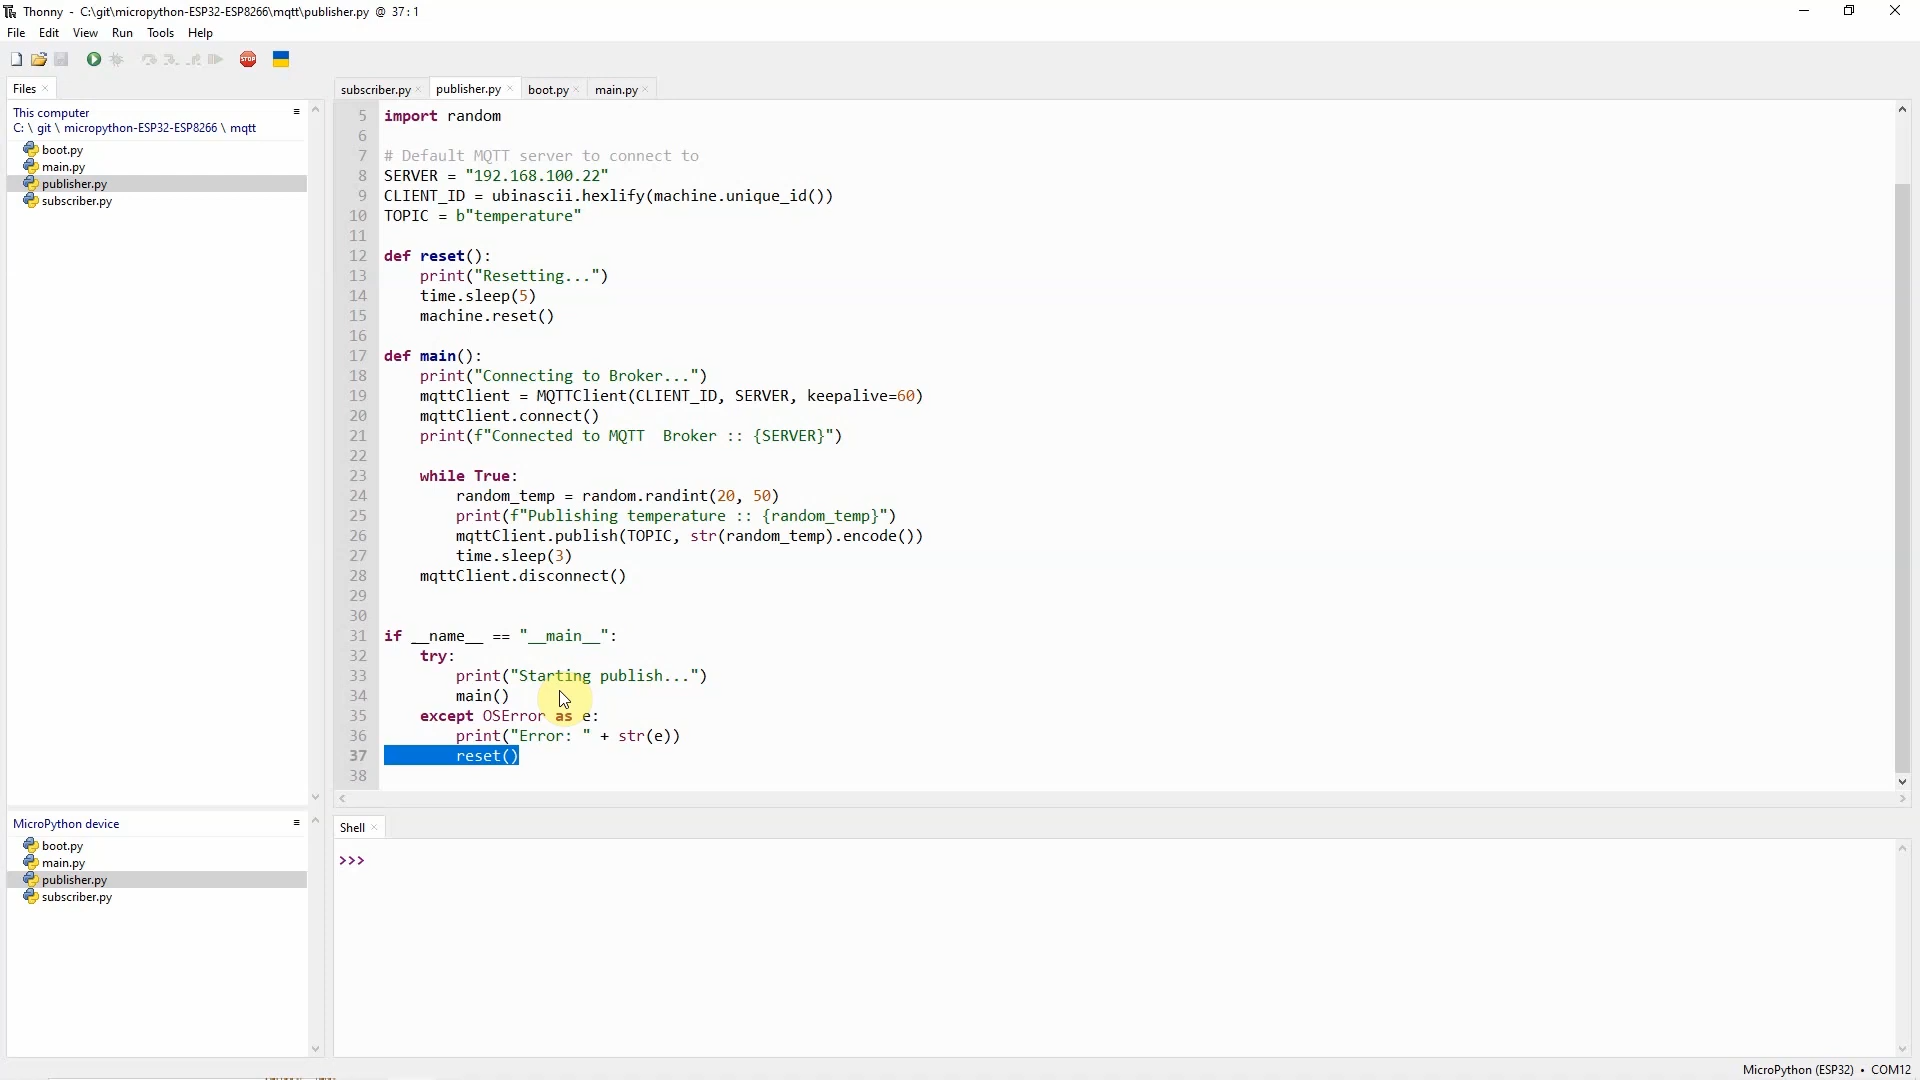 Thonny - C:\git\micropython-ESP32-ESP8266\mqtt\publisher.py @ 37:1
File Edit View Run Tools Help
STOP
Files
subscriber.py publisher.py boot.py main.py
This computer
C: \ git \ micropython-ESP32-ESP8266 \ mqtt
boot.py
main.py
publisher.py
subscriber.py
5 import random
6
7 # Default MQTT server to connect to
8 SERVER = "192.168.100.22"
9 CLIENT_ID = ubinascii.hexlify(machine.unique_id())
10 TOPIC = b"temperature"
11
12 def reset():
13     print("Resetting...")
14     time.sleep(5)
15     machine.reset()
16
17 def main():
18     print("Connecting to Broker...")
19     mqttClient = MQTTClient(CLIENT_ID, SERVER, keepalive=60)
20     mqttClient.connect()
21     print(f"Connected to MQTT  Broker :: {SERVER}")
22
23     while True:
24         random_temp = random.randint(20, 50)
25         print(f"Publishing temperature :: {random_temp}")
26         mqttClient.publish(TOPIC, str(random_temp).encode())
27         time.sleep(3)
28     mqttClient.disconnect()
29
30
31 if __name__ == "__main__":
32     try:
33         print("Starting publish...")
34         main()
35     except OSError as e:
36         print("Error: " + str(e))
37         reset()
38
MicroPython device
boot.py
main.py
publisher.py
subscriber.py
Shell
>>>
MicroPython (ESP32) • COM12